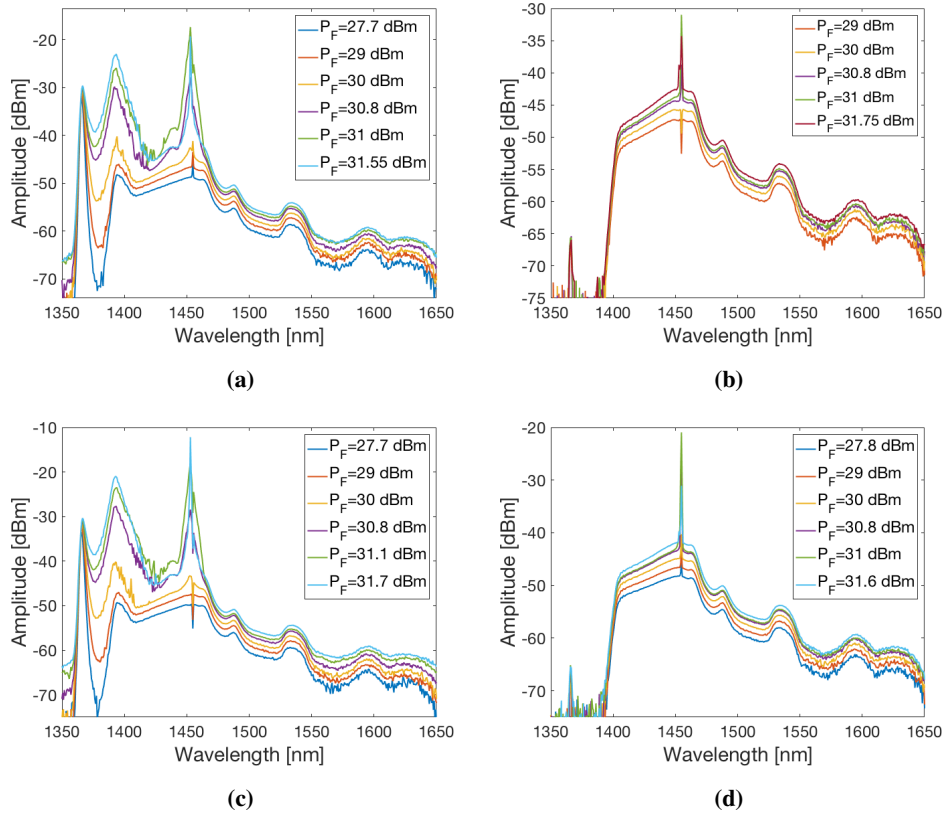 -20
-30
-40
-50
-60
-70
Amplitude [dBm]
1350 1400 1450 1500 1550 1600 1650
Wavelength [nm]
P_F=27.7 dBm
P_F=29 dBm
P_F=30 dBm
P_F=30.8 dBm
P_F=31 dBm
P_F=31.55 dBm
(a)
-30
-35
-40
-45
-50
-55
-60
-65
-70
-75
Amplitude [dBm]
1350 1400 1450 1500 1550 1600 1650
Wavelength [nm]
P_F=29 dBm
P_F=30 dBm
P_F=30.8 dBm
P_F=31 dBm
P_F=31.75 dBm
(b)
-10
-20
-30
-40
-50
-60
-70
Amplitude [dBm]
1350 1400 1450 1500 1550 1600 1650
Wavelength [nm]
P_F=27.7 dBm
P_F=29 dBm
P_F=30 dBm
P_F=30.8 dBm
P_F=31.1 dBm
P_F=31.7 dBm
(c)
-20
-30
-40
-50
-60
-70
Amplitude [dBm]
1350 1400 1450 1500 1550 1600 1650
Wavelength [nm]
P_F=27.8 dBm
P_F=29 dBm
P_F=30 dBm
P_F=30.8 dBm
P_F=31 dBm
P_F=31.6 dBm
(d)